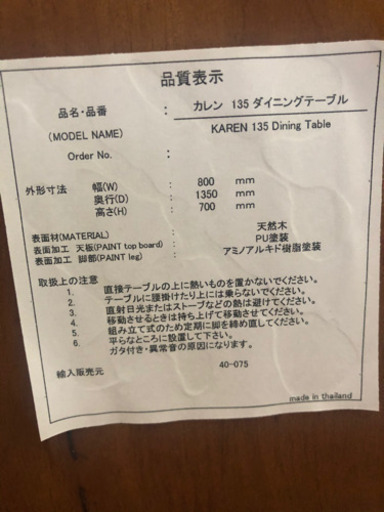 品質表示
品名・品番 : カレン 135 ダイニングテーブル
(MODEL NAME) KAREN 135 Dining Table
Order No. :
外形寸法 幅(W) : 800 mm
奥行(D) : 1350 mm
高さ(H) : 700 mm
表面材(MATERIAL) : 天然木
表面加工 天板(PAINT top board) : PU塗装
表面加工 脚部(PAINT leg) : アミノアルキド樹脂塗装
取扱上の注意 :
1. 直接テーブルの上に熱いものを置かないでください。
2. テーブルに腰掛けたり上には乗らないでください。
3. 直射日光またはストーブなどの熱は避けてください。
4. 移動させるときは持ち上げて移動させてください。
5. 組み立て式のため定期に脚を締め直してください。
6. 平らなところに設置して下さい。
ガタ付き・異常音の原因になります。
輸入販売元 40-075
made in thailand